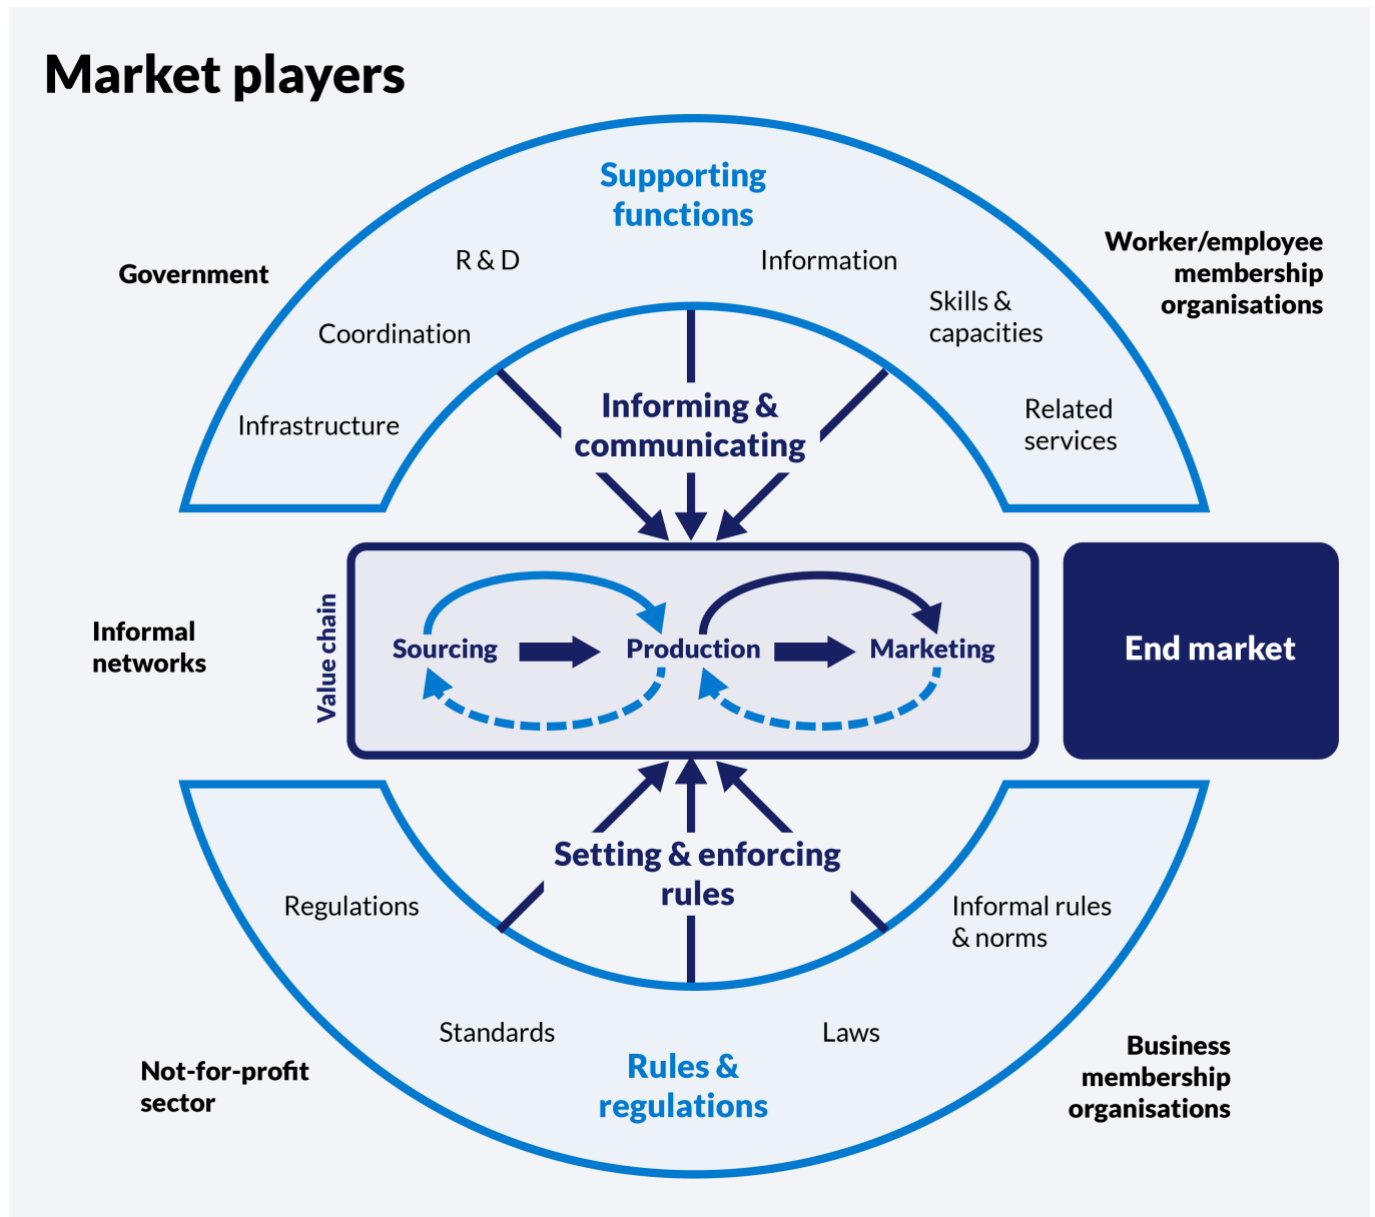 Market players
Supporting
functions
R & D
Information
Government
Worker/employee
membership
organisations
Coordination
Skills &
capacities
Infrastructure
Related
services
Informing &
communicating
Informal
networks
Value chain
Sourcing
Production
Marketing
End market
Setting & enforcing
rules
Regulations
Informal rules
& norms
Standards
Laws
Rules &
regulations
Not-for-profit
sector
Business
membership
organisations